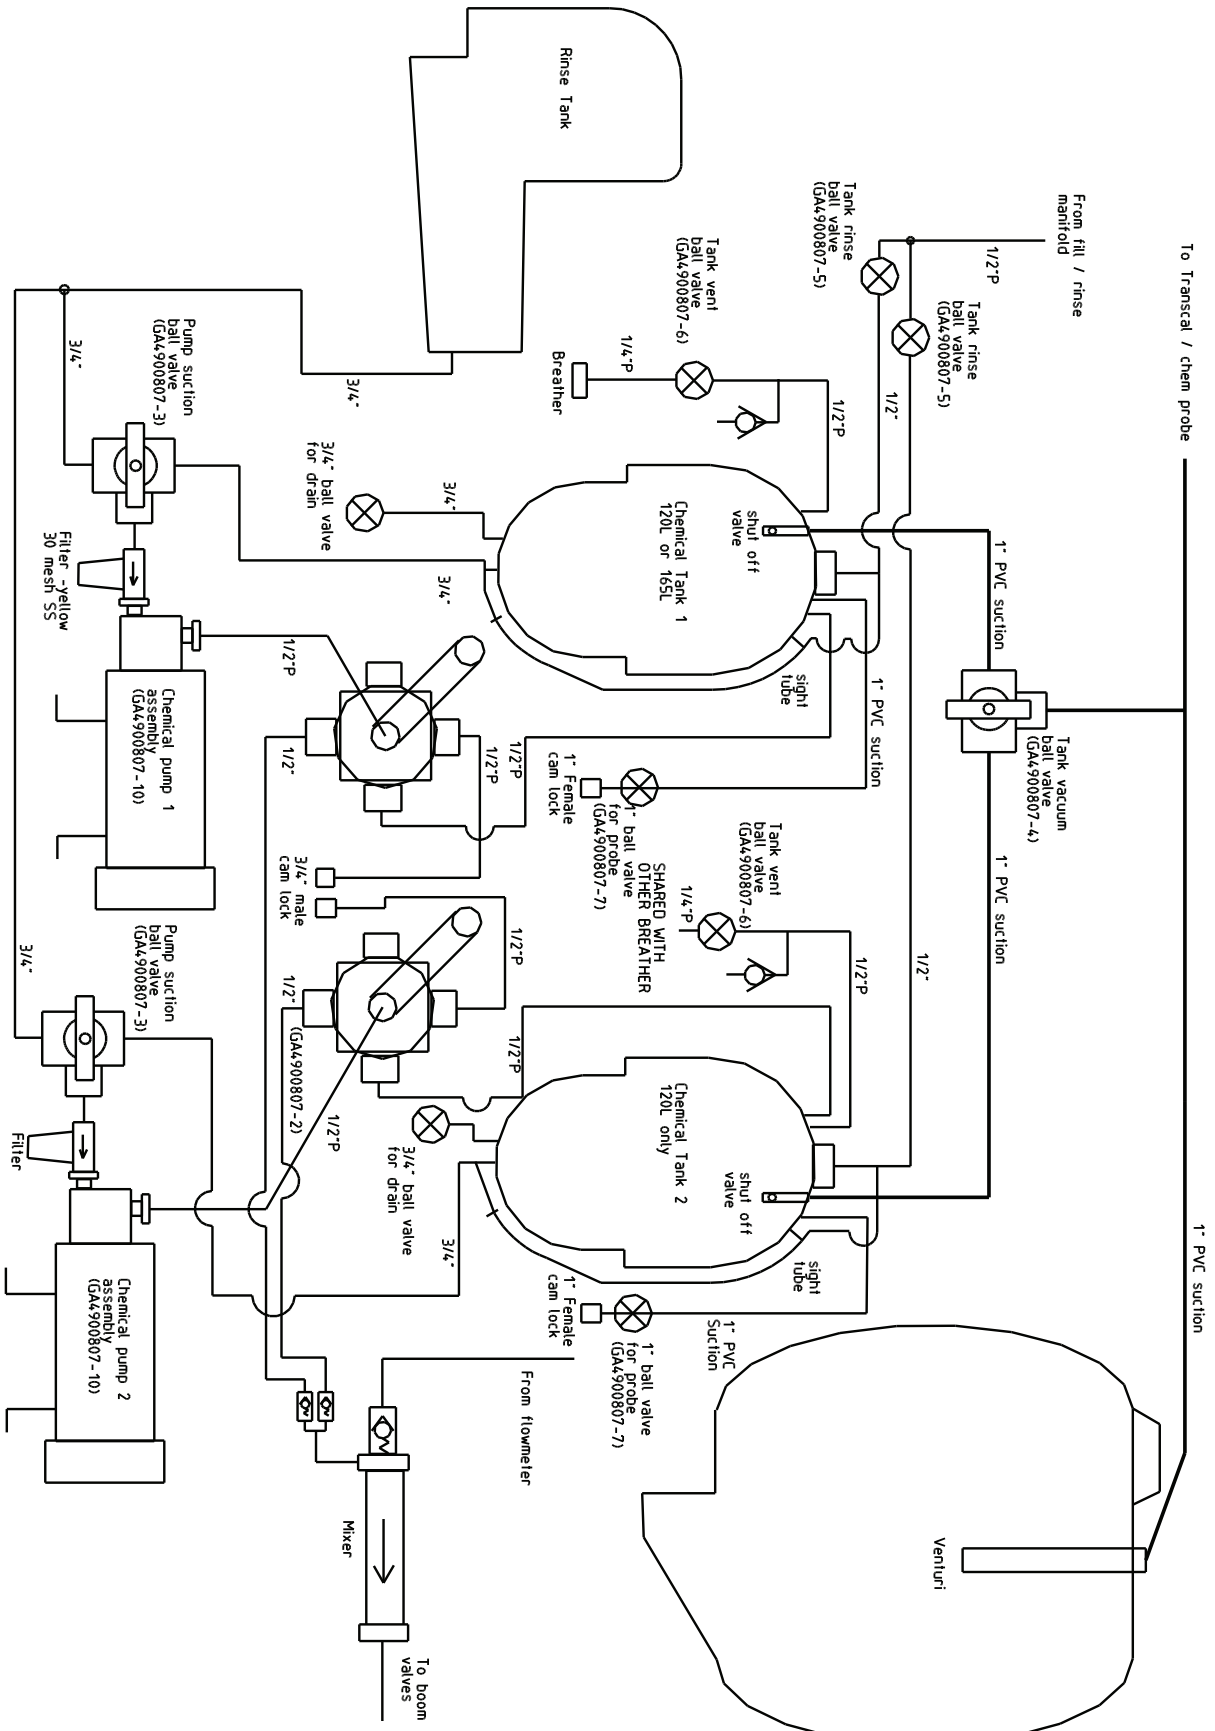 To Transcal / chem probe
1" PVC suction
From fill / rinse
manifold
1/2"P
Tank rinse
ball valve
(GA4900807-5)
Tank rinse
ball valve
(GA4900807-5)
1/2"
1/2"
1" PVC suction
1" PVC suction
Tank vacuum
ball valve
(GA4900807-4)
Rinse Tank
Tank vent
ball valve
(GA4900807-6)
1/4"P
Breather
1/2"P
Chemical Tank 1
120L or 165L
shut off
valve
sight
tube
1" PVC suction
1" Female
cam lock
1" ball valve
for probe
(GA4900807-7)
SHARED WITH
OTHER BREATHER
Tank vent
ball valve
(GA4900807-6)
1/4"P
1/2"P
Chemical Tank 2
120L only
shut off
valve
sight
tube
1" PVC
Suction
1" Female
cam lock
1" ball valve
for probe
(GA4900807-7)
Venturi
3/4"
3/4"
3/4" ball valve
for drain
3/4"
3/4"
Pump suction
ball valve
(GA4900807-3)
Filter -yellow
30 mesh SS
Chemical pump 1
assembly
(GA4900807-10)
1/2"P
1/2"
1/2"P
1/2"P
3/4" male
cam lock
1/2"P
1/2"
(GA4900807-2)
1/2"P
1/2"P
3/4" ball valve
for drain
3/4"
3/4"
Pump suction
ball valve
(GA4900807-3)
Filter
Chemical pump 2
assembly
(GA4900807-10)
From flowmeter
Mixer
To boom
valves